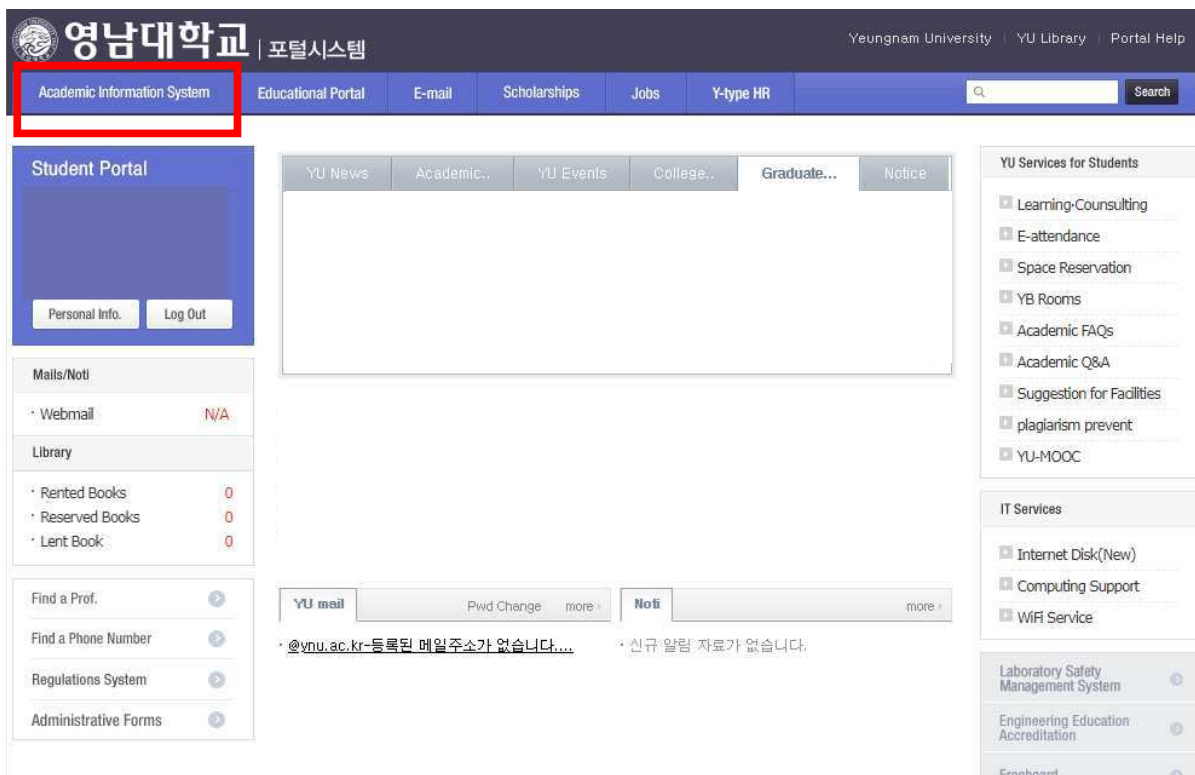 영남대학교 | 포털시스템
Yeungnam University | YU Library | Portal Help
Academic Information System
Educational Portal
E-mail
Scholarships
Jobs
Y-type HR
Search
Student Portal
Personal Info.
Log Out
Mails/Noti
· Webmail N/A
Library
· Rented Books 0
· Reserved Books 0
· Lent Book 0
Find a Prof.
Find a Phone Number
Regulations System
Administrative Forms
YU News
Academic..
YU Events
College..
Graduate...
Notice
YU mail
Pwd Change
more
· @ynu.ac.kr-등록된 메일주소가 없습니다....
Noti
more
· 신규 알림 자료가 없습니다.
YU Services for Students
Learning·Counsulting
E-attendance
Space Reservation
YB Rooms
Academic FAQs
Academic Q&A
Suggestion for Facilities
plagiarism prevent
YU-MOOC
IT Services
Internet Disk(New)
Computing Support
WiFi Service
Laboratory Safety
Management System
Engineering Education
Accreditation